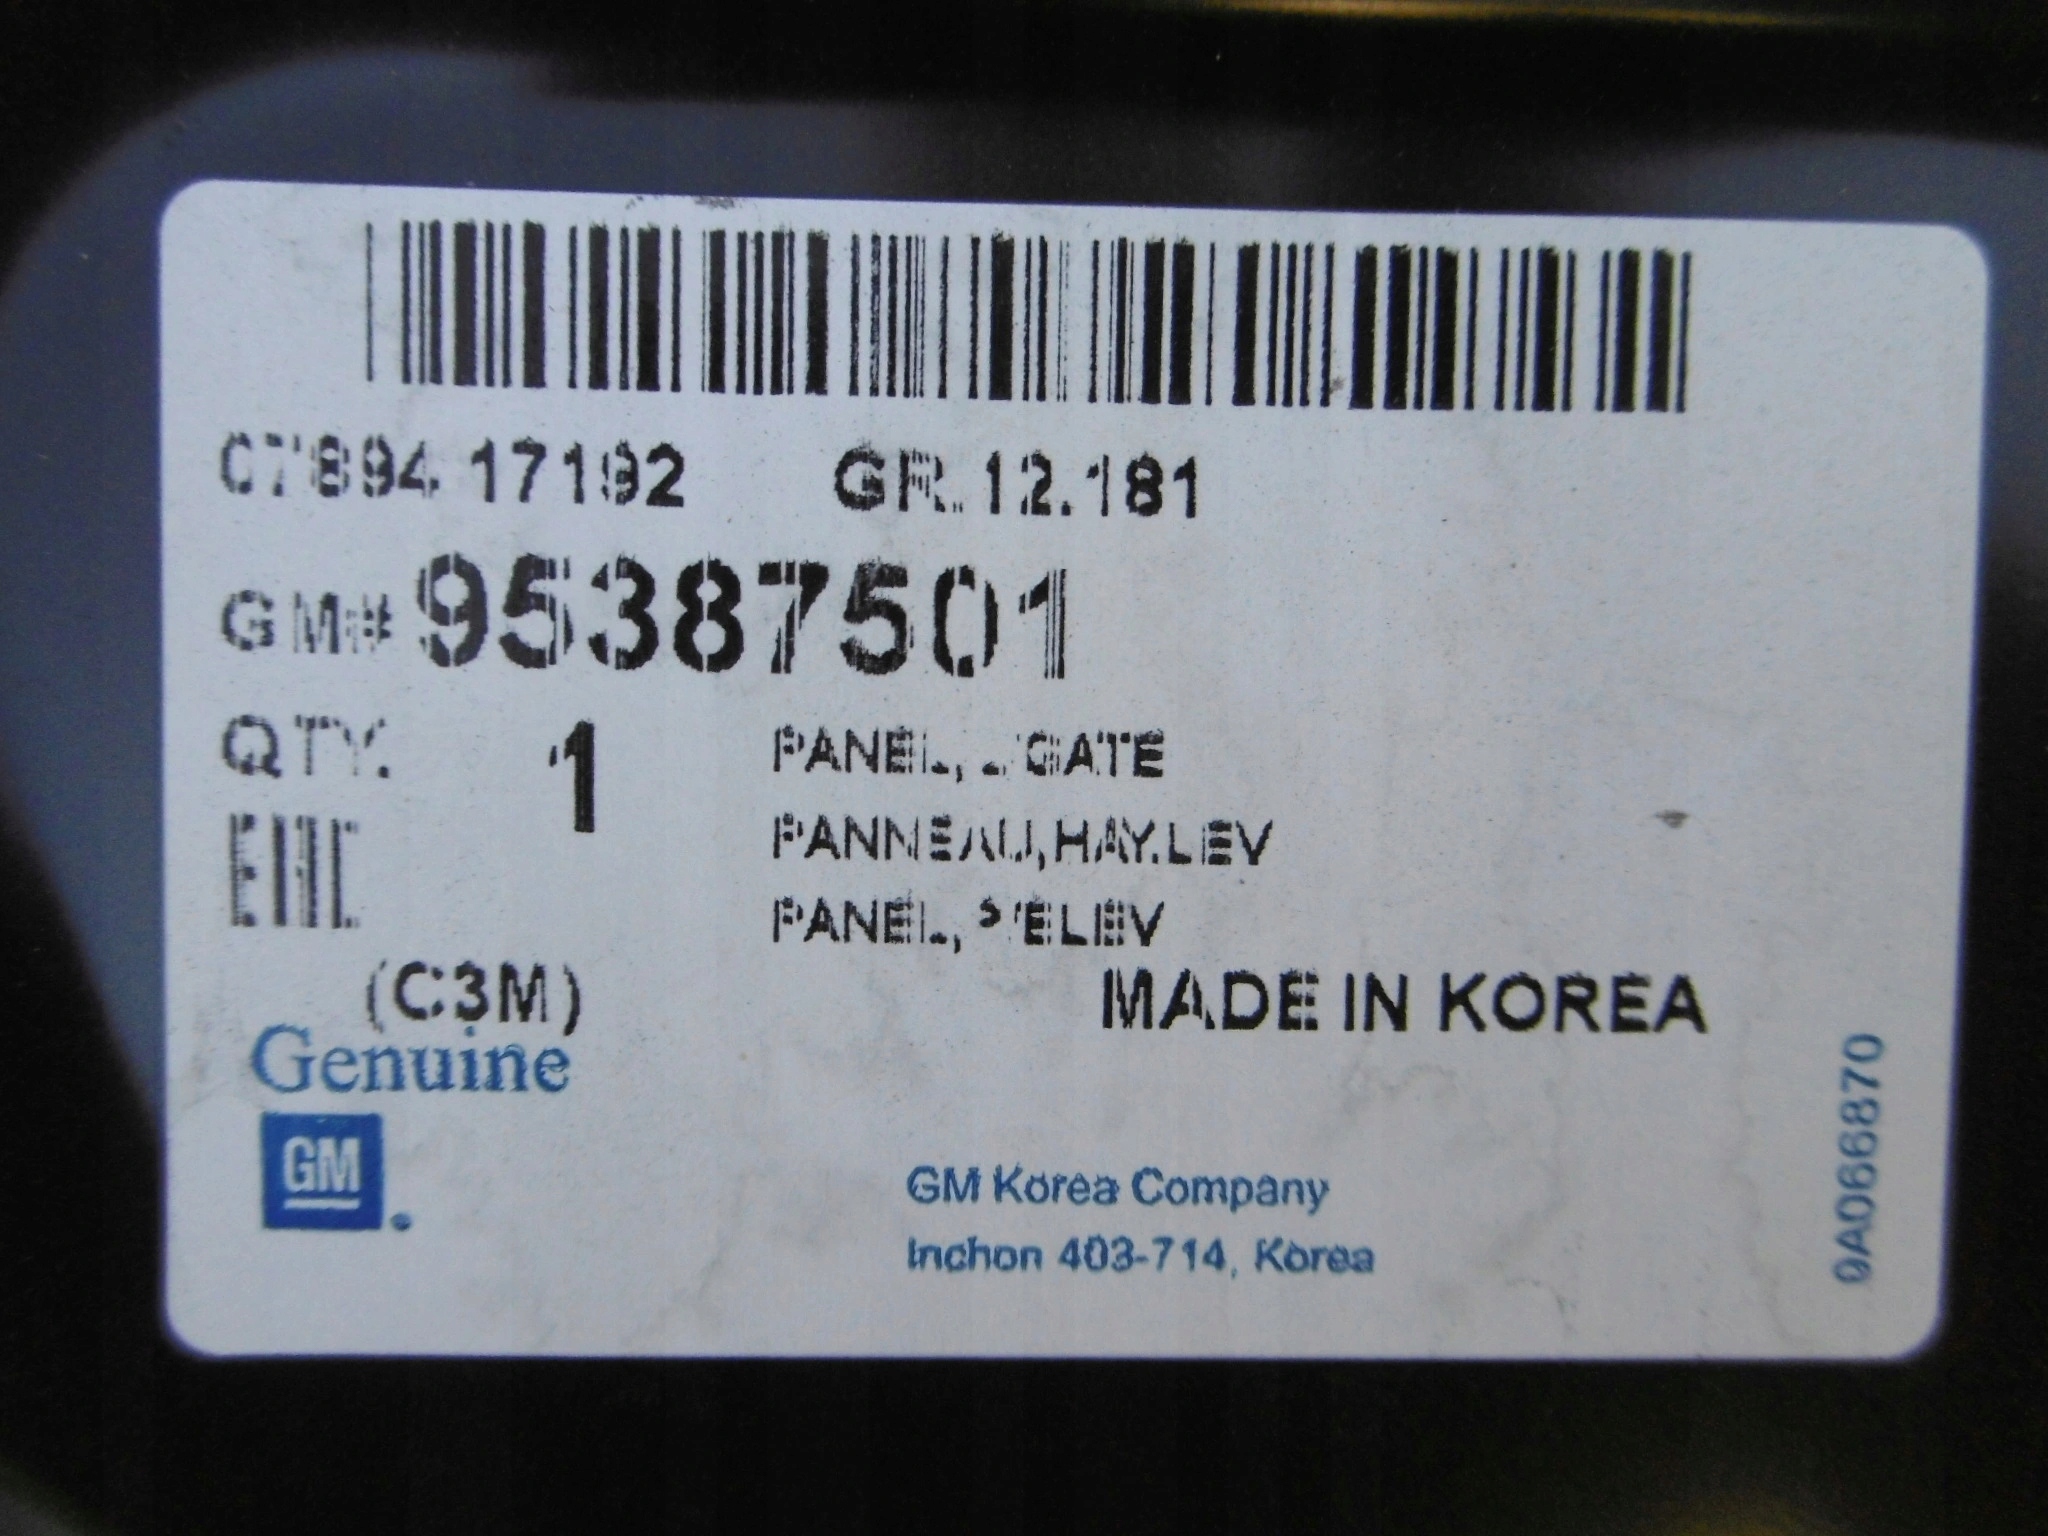 07894 17192 GR.12.181
GM# 95387501
QTY. 1
PANEL, L/GATE
PANNEAU,HAY.LEV
PANEL,
EAC
(C3M)
MADE IN KOREA
Genuine
GM
GM Korea Company
Inchon 403-714, Korea
9A066870